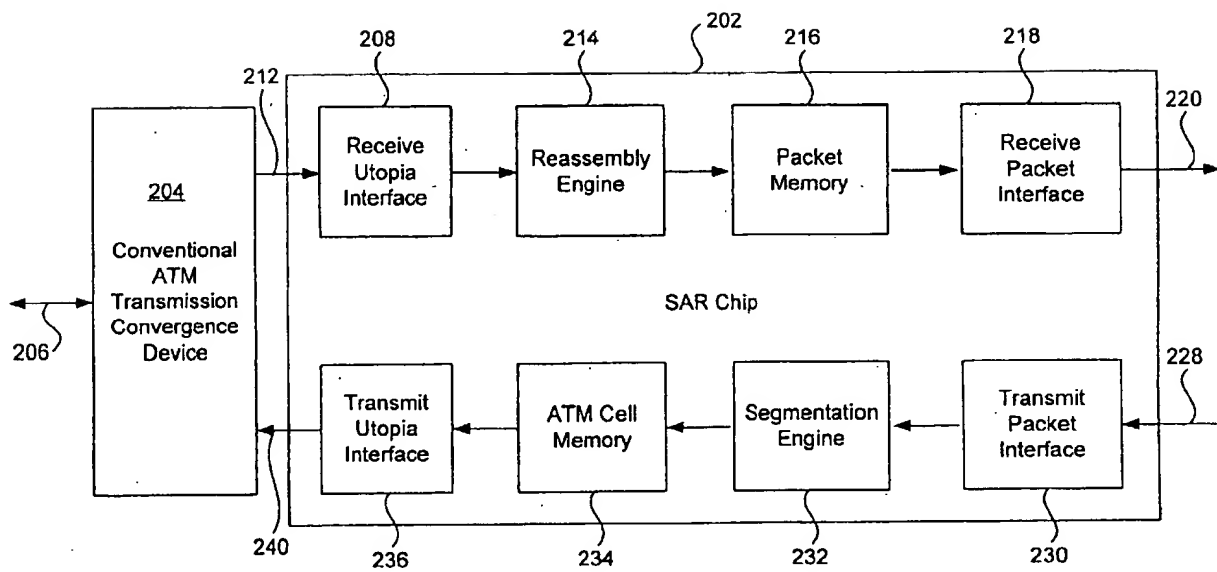 202
208
214
216
218
212
220
Receive
Utopia
Interface
Reassembly
Engine
Packet
Memory
Receive
Packet
Interface
204
Conventional
ATM
Transmission
Convergence
Device
SAR Chip
206
228
Transmit
Utopia
Interface
ATM Cell
Memory
Segmentation
Engine
Transmit
Packet
Interface
240
236
234
232
230